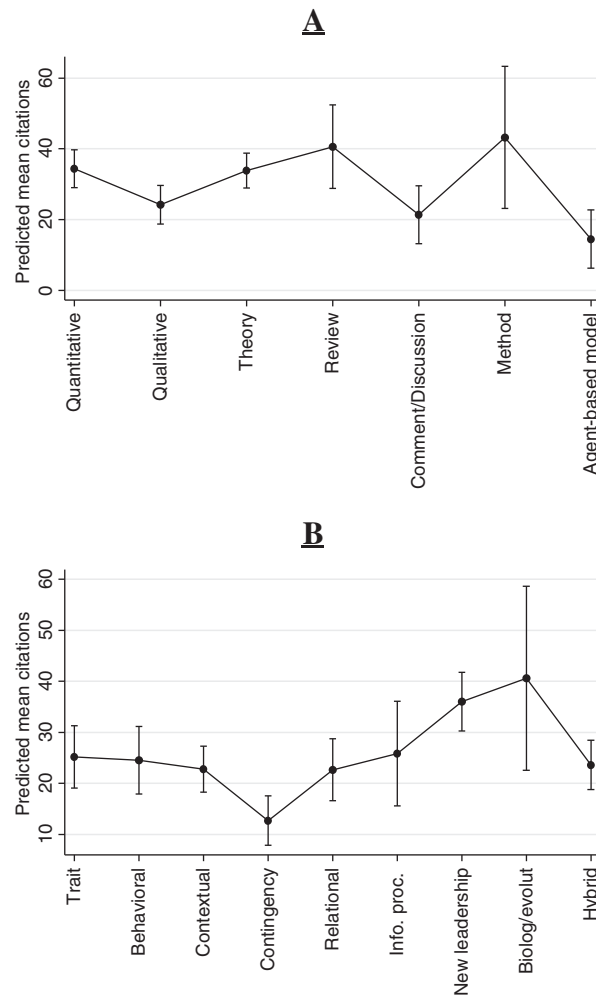 A
Predicted mean citations
60
40
20
0
Quantitative
Qualitative
Theory
Review
Comment/Discussion
Method
Agent-based model
B
Predicted mean citations
60
50
40
30
20
10
Trait
Behavioral
Contextual
Contingency
Relational
Info. proc.
New leadership
Biolog/evolut
Hybrid